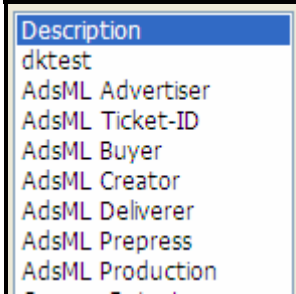 Description
dktest
AdsML Advertiser
AdsML Ticket-ID
AdsML Buyer
AdsML Creator
AdsML Deliverer
AdsML Prepress
AdsML Production